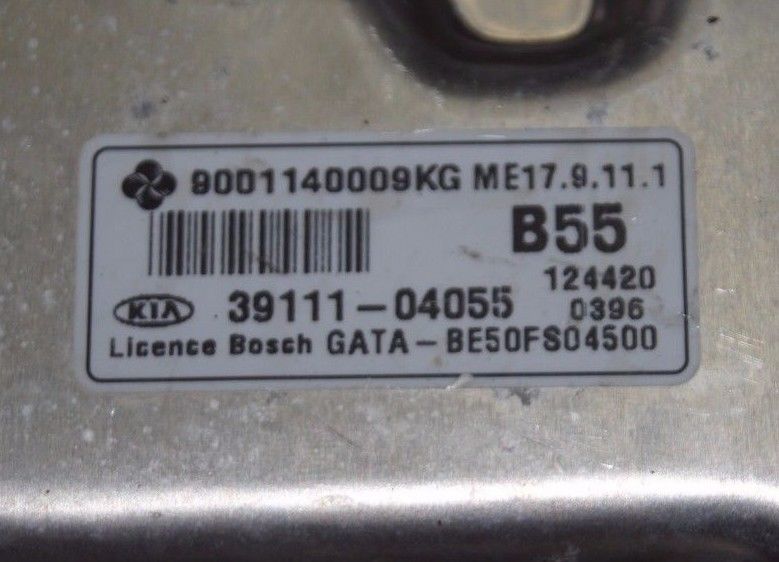 9001140009KG ME17.9.11.1
B55
124420
KIA 39111-04055 0396
Licence Bosch GATA-BE50FS04500